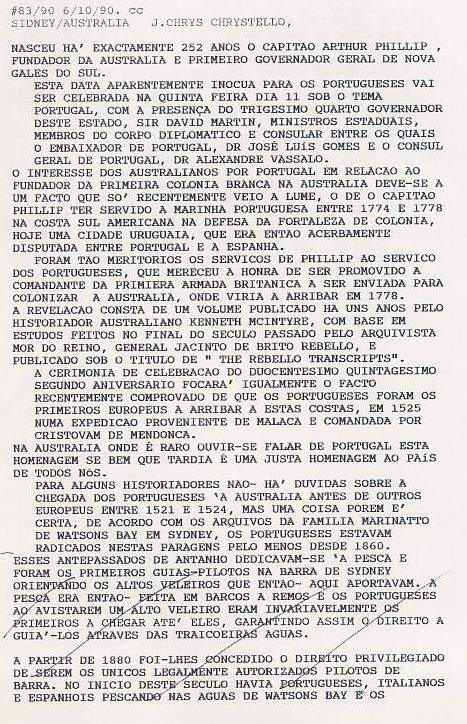 #83/90 6/10/90. cc
SIDNEY/AUSTRALIA   J.CHRYS CHRYSTELLO,
NASCEU HA' EXACTAMENTE 252 ANOS O CAPITAO ARTHUR PHILLIP ,
FUNDADOR DA AUSTRALIA E PRIMEIRO GOVERNADOR GERAL DE NOVA
GALES DO SUL.
ESTA DATA APARENTEMENTE INOCUA PARA OS PORTUGUESES VAI
SER CELEBRADA NA QUINTA FEIRA DIA 11 SOB O TEMA
PORTUGAL, COM A PRESENÇA DO TRIGESIMO QUARTO GOVERNADOR
DESTE ESTADO, SIR DAVID MARTIN, MINISTROS ESTADUAIS,
MEMBROS DO CORPO DIPLOMATICO E CONSULAR ENTRE OS QUAIS
O EMBAIXADOR DE PORTUGAL, DR JOSÉ LUíS GOMES E O CONSUL
GERAL DE PORTUGAL, DR ALEXANDRE VASSALO.
O INTERESSE DOS AUSTRALIANOS POR PORTUGAL EM RELACAO AO
FUNDADOR DA PRIMEIRA COLONIA BRANCA NA AUSTRALIA DEVE-SE A
UM FACTO QUE SO' RECENTEMENTE VEIO A LUME, O DE O CAPITAO
PHILLIP TER SERVIDO A MARINHA PORTUGUESA ENTRE 1774 E 1778
NA COSTA SUL AMERICANA NA DEFESA DA FORTALEZA DE COLONIA,
HOJE UMA CIDADE URUGUAIA, QUE ERA ENTAO ACERBAMENTE
DISPUTADA ENTRE PORTUGAL E A ESPANHA.
FORAM TAO MERITORIOS OS SERVICOS DE PHILLIP AO SERVICO
DOS PORTUGUESES, QUE MERECEU A HONRA DE SER PROMOVIDO A
COMANDANTE DA PRIMIERA ARMADA BRITANICA A SER ENVIADA PARA
COLONIZAR  A AUSTRALIA, ONDE VIRIA A ARRIBAR EM 1778.
A REVELACAO CONSTA DE UM VOLUME PUBLICADO HA UNS ANOS PELO
HISTORIADOR AUSTRALIANO KENNETH MCINTYRE, COM BASE EM
ESTUDOS FEITOS NO FINAL DO SECULO PASSADO PELO ARQUIVISTA
MOR DO REINO, GENERAL JACINTO DE BRITO REBELLO, E
PUBLICADO SOB O TITULO DE " THE REBELLO TRANSCRIPTS".
A CERIMONIA DE CELEBRACAO DO DUOCENTESIMO QUINTAGESIMO
SEGUNDO ANIVERSARIO FOCARA' IGUALMENTE O FACTO
RECENTEMENTE COMPROVADO DE QUE OS PORTUGUESES FORAM OS
PRIMEIROS EUROPEUS A ARRIBAR A ESTAS COSTAS, EM 1525
NUMA EXPEDICAO PROVENIENTE DE MALACA E COMANDADA POR
CRISTOVAM DE MENDONCA.
NA AUSTRALIA ONDE É RARO OUVIR-SE FALAR DE PORTUGAL ESTA
HOMENAGEM SE BEM QUE TARDIA É UMA JUSTA HOMENAGEM AO PAíS
DE TODOS NóS.
PARA ALGUNS HISTORIADORES NAO~ HA' DUVIDAS SOBRE A
CHEGADA DOS PORTUGUESES 'A AUSTRALIA ANTES DE OUTROS
EUROPEUS ENTRE 1521 E 1524, MAS UMA COISA POREM E'
CERTA, DE ACORDO COM OS ARQUIVOS DA FAMILIA MARINATTO
DE WATSONS BAY EM SYDNEY, OS PORTUGUESES ESTAVAM
RADICADOS NESTAS PARAGENS PELO MENOS DESDE 1860.
ESSES ANTEPASSADOS DE ANTANHO DEDICAVAM-SE 'A PESCA E
FORAM OS PRIMEIROS GUIAS-PILOTOS NA BARRA DE SYDNEY
ORIENTANDO OS ALTOS VELEIROS QUE ENTAO~ AQUI APORTAVAM. A
PESCA ERA ENTAO~ FEITA EM BARCOS A REMOS E OS PORTUGUESES
AO AVISTAREM UM ALTO VELEIRO ERAM INVARIAVELMENTE OS
PRIMEIROS A CHEGAR ATE' ELES, GARANTINDO ASSIM O DIREITO A
GUIA'-LOS ATRAVES DAS TRAICOEIRAS AGUAS.
A PARTIR DE 1880 FOI-LHES CONCEDIDO O DIREITO PRIVILEGIADO
DE SEREM OS UNICOS LEGALMENTE AUTORIZADOS PILOTOS DE
BARRA. NO INICIO DESTE SECULO HAVIA PORTUGUESES, ITALIANOS
E ESPANHOIS PESCANDO NAS AGUAS DE WATSONS BAY E OS